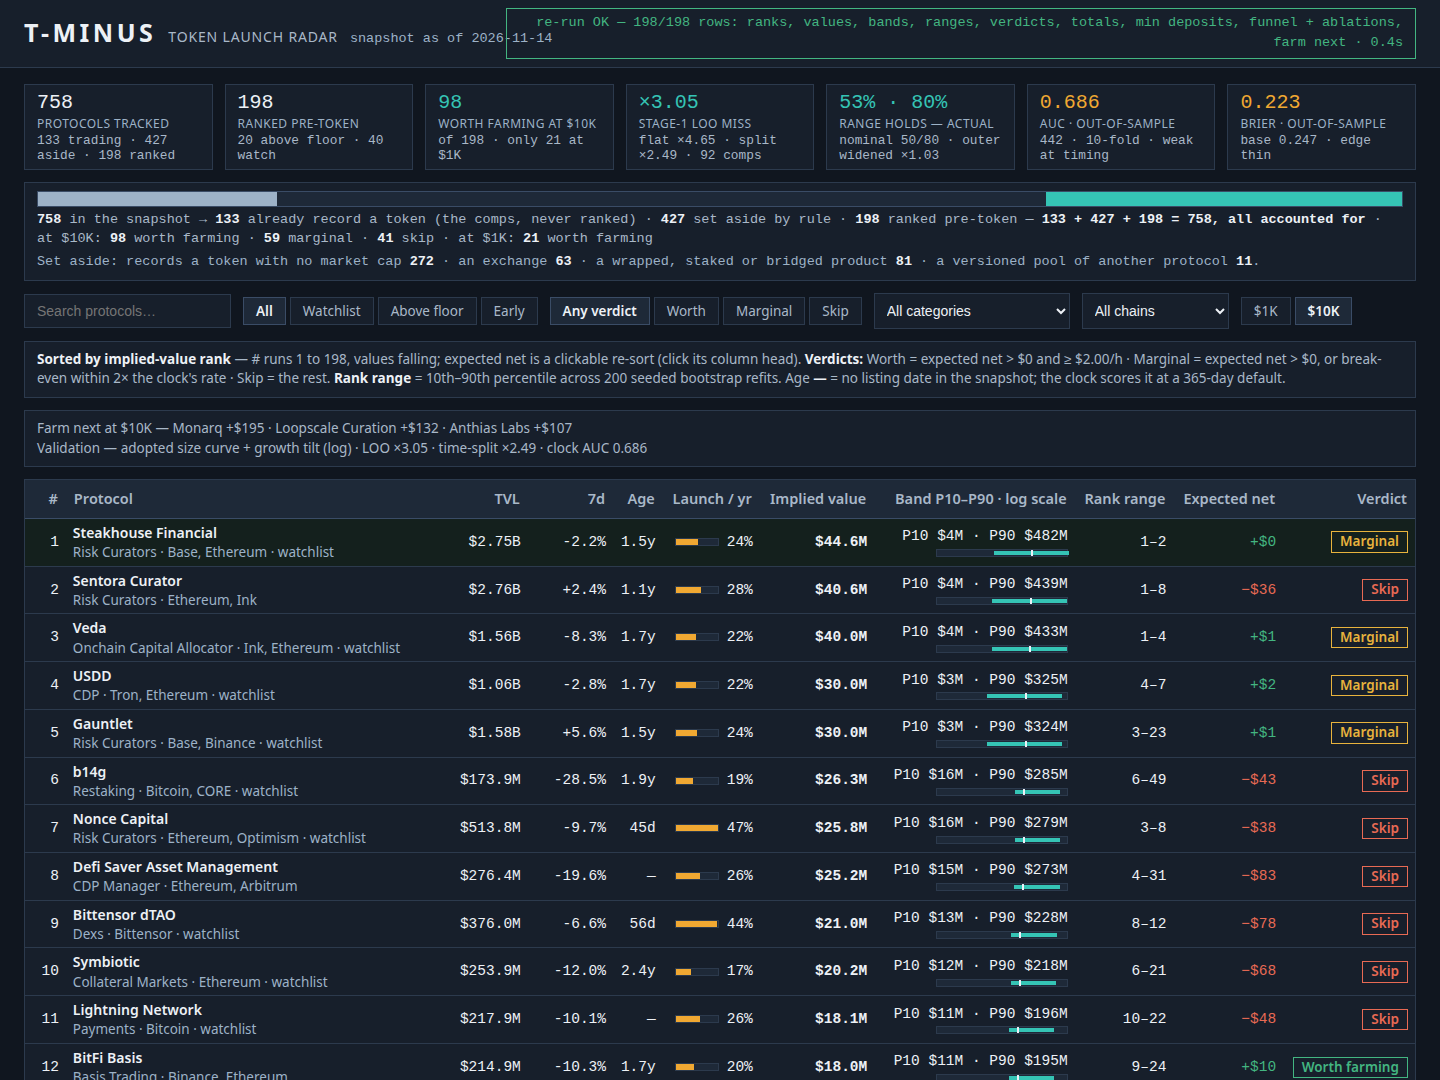 T-MINUS TOKEN LAUNCH RADAR snapshot as of 2026-11-14
re-run OK — 198/198 rows: ranks, values, bands, ranges, verdicts, totals, min deposits, funnel + ablations,
farm next · 0.4s
758
PROTOCOLS TRACKED
133 trading · 427
aside · 198 ranked
198
RANKED PRE-TOKEN
20 above floor · 40
watch
98
WORTH FARMING AT $10K
of 198 · only 21 at
$1K
×3.05
STAGE-1 LOO MISS
flat ×4.65 · split
×2.49 · 92 comps
53% · 80%
RANGE HOLDS — ACTUAL
nominal 50/80 · outer
widened ×1.03
0.686
AUC · OUT-OF-SAMPLE
442 · 10-fold · weak
at timing
0.223
BRIER · OUT-OF-SAMPLE
base 0.247 · edge
thin
758 in the snapshot → 133 already record a token (the comps, never ranked) · 427 set aside by rule · 198 ranked pre-token — 133 + 427 + 198 = 758, all accounted for ·
at $10K: 98 worth farming · 59 marginal · 41 skip · at $1K: 21 worth farming
Set aside: records a token with no market cap 272 · an exchange 63 · a wrapped, staked or bridged product 81 · a versioned pool of another protocol 11.
Search protocols… All Watchlist Above floor Early Any verdict Worth Marginal Skip All categories All chains $1K $10K
Sorted by implied-value rank — # runs 1 to 198, values falling; expected net is a clickable re-sort (click its column head). Verdicts: Worth = expected net > $0 and ≥ $2.00/h · Marginal = expected net > $0, or break-
even within 2× the clock's rate · Skip = the rest. Rank range = 10th–90th percentile across 200 seeded bootstrap refits. Age — = no listing date in the snapshot; the clock scores it at a 365-day default.
Farm next at $10K — Monarq +$195 · Loopscale Curation +$132 · Anthias Labs +$107
Validation — adopted size curve + growth tilt (log) · LOO ×3.05 · time-split ×2.49 · clock AUC 0.686
# Protocol TVL 7d Age Launch / yr Implied value Band P10–P90 · log scale Rank range Expected net Verdict
1 Steakhouse Financial $2.75B -2.2% 1.5y 24% $44.6M P10 $4M · P90 $482M 1–2 +$0 Marginal
Risk Curators · Base, Ethereum · watchlist
2 Sentora Curator $2.76B +2.4% 1.1y 28% $40.6M P10 $4M · P90 $439M 1–8 −$36 Skip
Risk Curators · Ethereum, Ink
3 Veda $1.56B -8.3% 1.7y 22% $40.0M P10 $4M · P90 $433M 1–4 +$1 Marginal
Onchain Capital Allocator · Ink, Ethereum · watchlist
4 USDD $1.06B -2.8% 1.7y 22% $30.0M P10 $3M · P90 $325M 4–7 +$2 Marginal
CDP · Tron, Ethereum · watchlist
5 Gauntlet $1.58B +5.6% 1.5y 24% $30.0M P10 $3M · P90 $324M 3–23 +$1 Marginal
Risk Curators · Base, Binance · watchlist
6 b14g $173.9M -28.5% 1.9y 19% $26.3M P10 $16M · P90 $285M 6–49 −$43 Skip
Restaking · Bitcoin, CORE · watchlist
7 Nonce Capital $513.8M -9.7% 45d 47% $25.8M P10 $16M · P90 $279M 3–8 −$38 Skip
Risk Curators · Ethereum, Optimism · watchlist
8 Defi Saver Asset Management $276.4M -19.6% — 26% $25.2M P10 $15M · P90 $273M 4–31 −$83 Skip
CDP Manager · Ethereum, Arbitrum
9 Bittensor dTAO $376.0M -6.6% 56d 44% $21.0M P10 $13M · P90 $228M 8–12 −$78 Skip
Dexs · Bittensor · watchlist
10 Symbiotic $253.9M -12.0% 2.4y 17% $20.2M P10 $12M · P90 $218M 6–21 −$68 Skip
Collateral Markets · Ethereum · watchlist
11 Lightning Network $217.9M -10.1% — 26% $18.1M P10 $11M · P90 $196M 10–22 −$48 Skip
Payments · Bitcoin · watchlist
12 BitFi Basis $214.9M -10.3% 1.7y 20% $18.0M P10 $11M · P90 $195M 9–24 +$10 Worth farming
Basis Trading · Binance, Ethereum